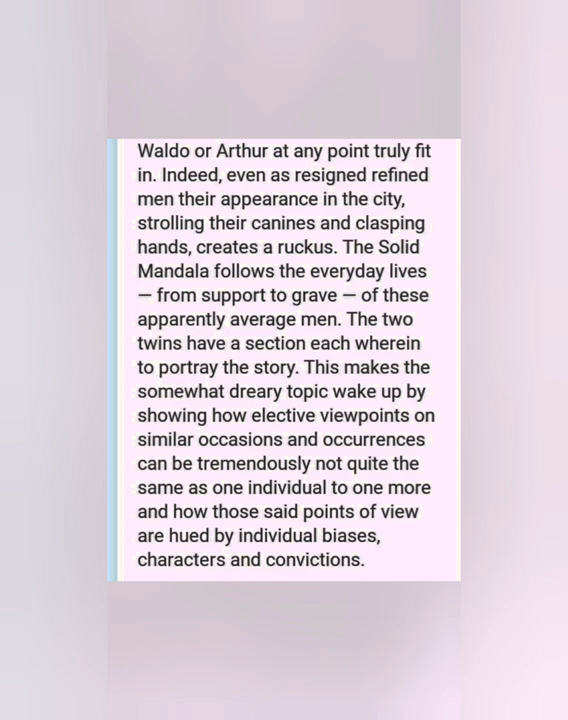 Waldo or Arthur at any point truly fit
in. Indeed, even as resigned refined
men their appearance in the city,
strolling their canines and clasping
hands, creates a ruckus. The Solid
Mandala follows the everyday lives
— from support to grave — of these
apparently average men. The two
twins have a section each wherein
to portray the story. This makes the
somewhat dreary topic wake up by
showing how elective viewpoints on
similar occasions and occurrences
can be tremendously not quite the
same as one individual to one more
and how those said points of view
are hued by individual biases,
characters and convictions.